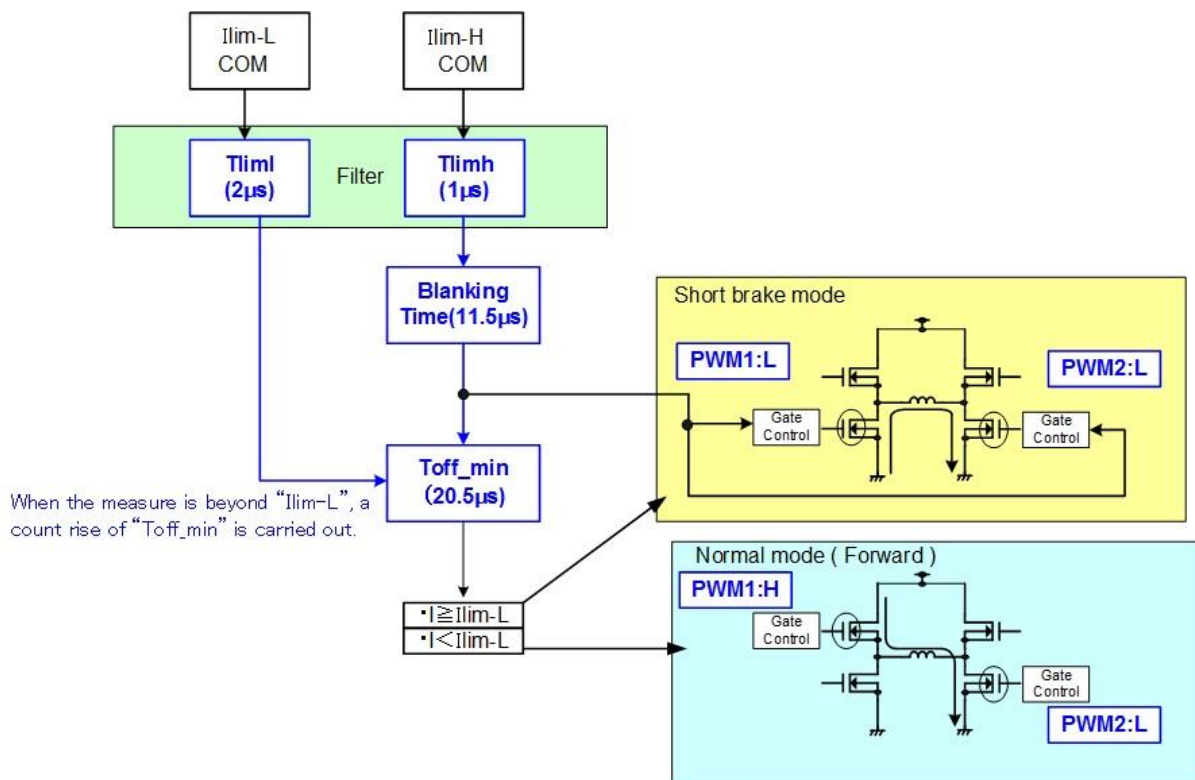 Ilim-L
COM
Ilim-H
COM
Tliml
(2μs)
Filter
Tlimh
(1μs)
Blanking
Time(11.5μs)
Toff_min
(20.5μs)
When the measure is beyond “Ilim-L”, a
count rise of “Toff_min” is carried out.
・I≧Ilim-L
・I<Ilim-L
Short brake mode
PWM1:L
PWM2:L
Gate
Control
Gate
Control
Normal mode ( Forward )
PWM1:H
Gate
Control
Gate
Control
PWM2:L